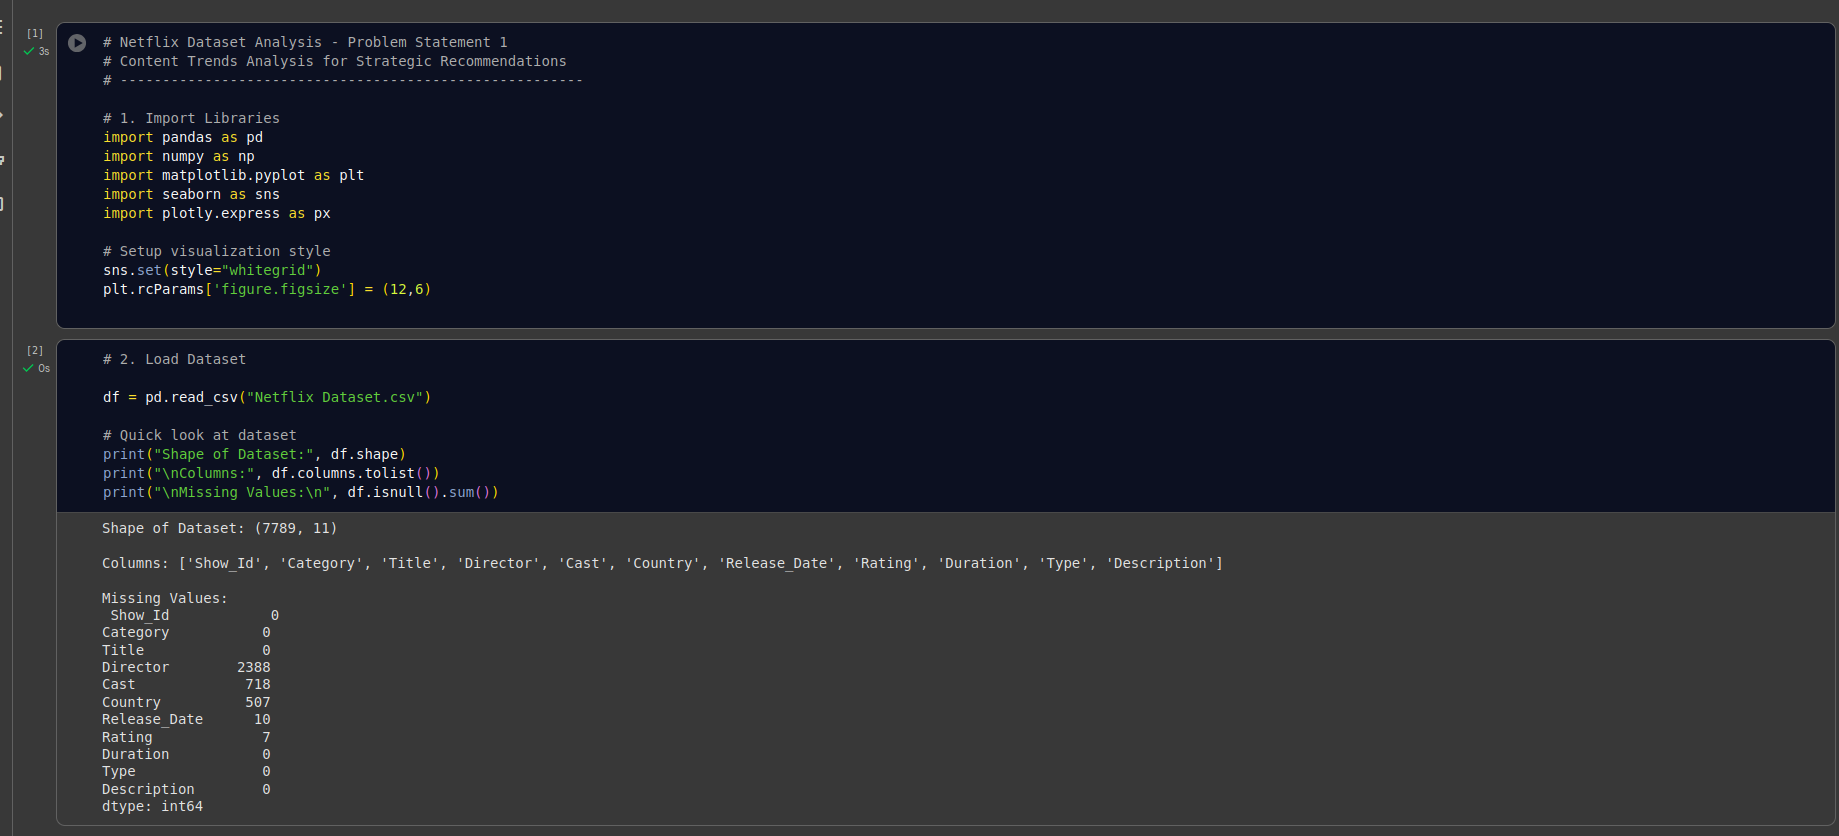 [1]
3s
# Netflix Dataset Analysis - Problem Statement 1
# Content Trends Analysis for Strategic Recommendations
# -------------------------------------------------------
# 1. Import Libraries
import pandas as pd
import numpy as np
import matplotlib.pyplot as plt
import seaborn as sns
import plotly.express as px
# Setup visualization style
sns.set(style="whitegrid")
plt.rcParams['figure.figsize'] = (12,6)
[2]
0s
# 2. Load Dataset
df = pd.read_csv("Netflix Dataset.csv")
# Quick look at dataset
print("Shape of Dataset:", df.shape)
print("\nColumns:", df.columns.tolist())
print("\nMissing Values:\n", df.isnull().sum())
Shape of Dataset: (7789, 11)
Columns: ['Show_Id', 'Category', 'Title', 'Director', 'Cast', 'Country', 'Release_Date', 'Rating', 'Duration', 'Type', 'Description']
Missing Values:
 Show_Id            0
Category           0
Title              0
Director        2388
Cast             718
Country          507
Release_Date      10
Rating             7
Duration           0
Type               0
Description        0
dtype: int64